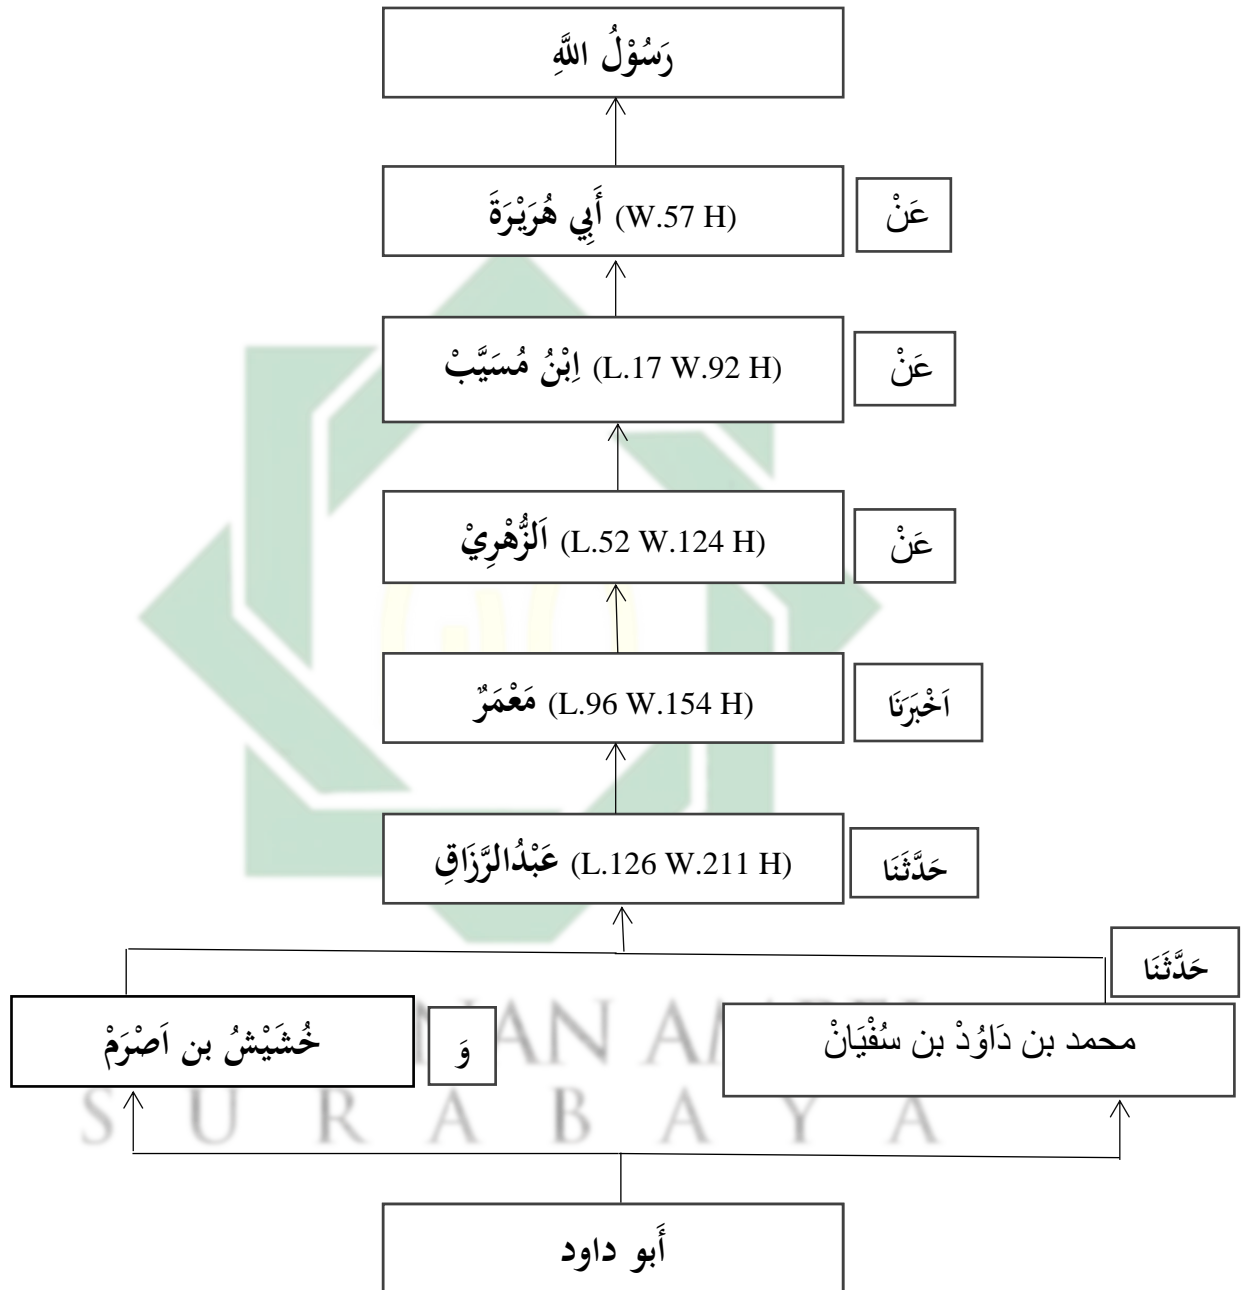 رَسُوْلُ اللَّهِ
أَبِي هُرَيْرَةَ (W.57 H)
عَنْ
اِبْنُ مُسَيَّبْ (L.17 W.92 H)
عَنْ
اَلزُّهْرِيْ (L.52 W.124 H)
عَنْ
مَعْمَرٌ (L.96 W.154 H)
اَخْبَرَنَا
عَبْدُالرَّزَاقِ (L.126 W.211 H)
حَدَّثَنَا
حَدَّثَنَا
محمد بن دَاوُدْ بن سُفْيَانْ
وَ
خُشَيْشُ بن اَصْرَمْ
SURABAYA
أَبو داود